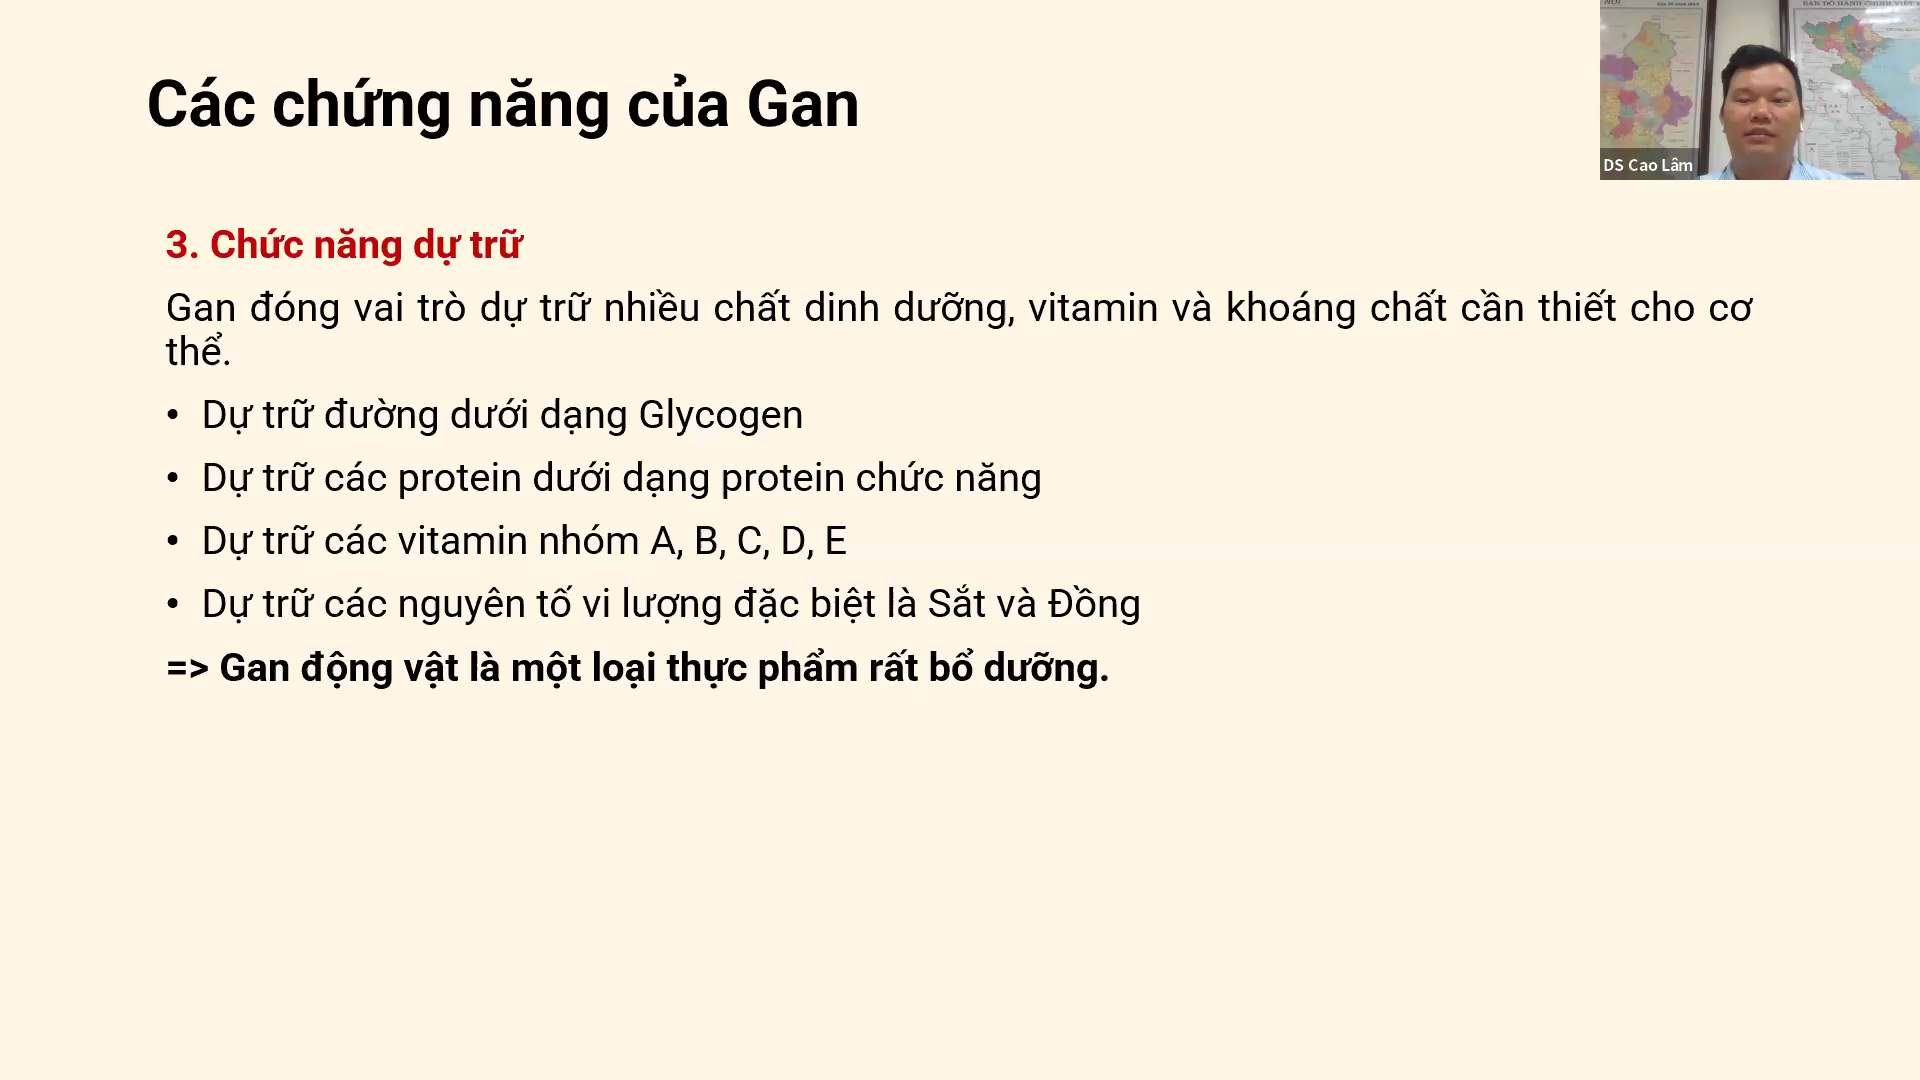 Các chứng năng của Gan
DS Cao Lâm
3. Chức năng dự trữ
Gan đóng vai trò dự trữ nhiều chất dinh dưỡng, vitamin và khoáng chất cần thiết cho cơ
thể.
• Dự trữ đường dưới dạng Glycogen
• Dự trữ các protein dưới dạng protein chức năng
• Dự trữ các vitamin nhóm A, B, C, D, E
• Dự trữ các nguyên tố vi lượng đặc biệt là Sắt và Đồng
=> Gan động vật là một loại thực phẩm rất bổ dưỡng.